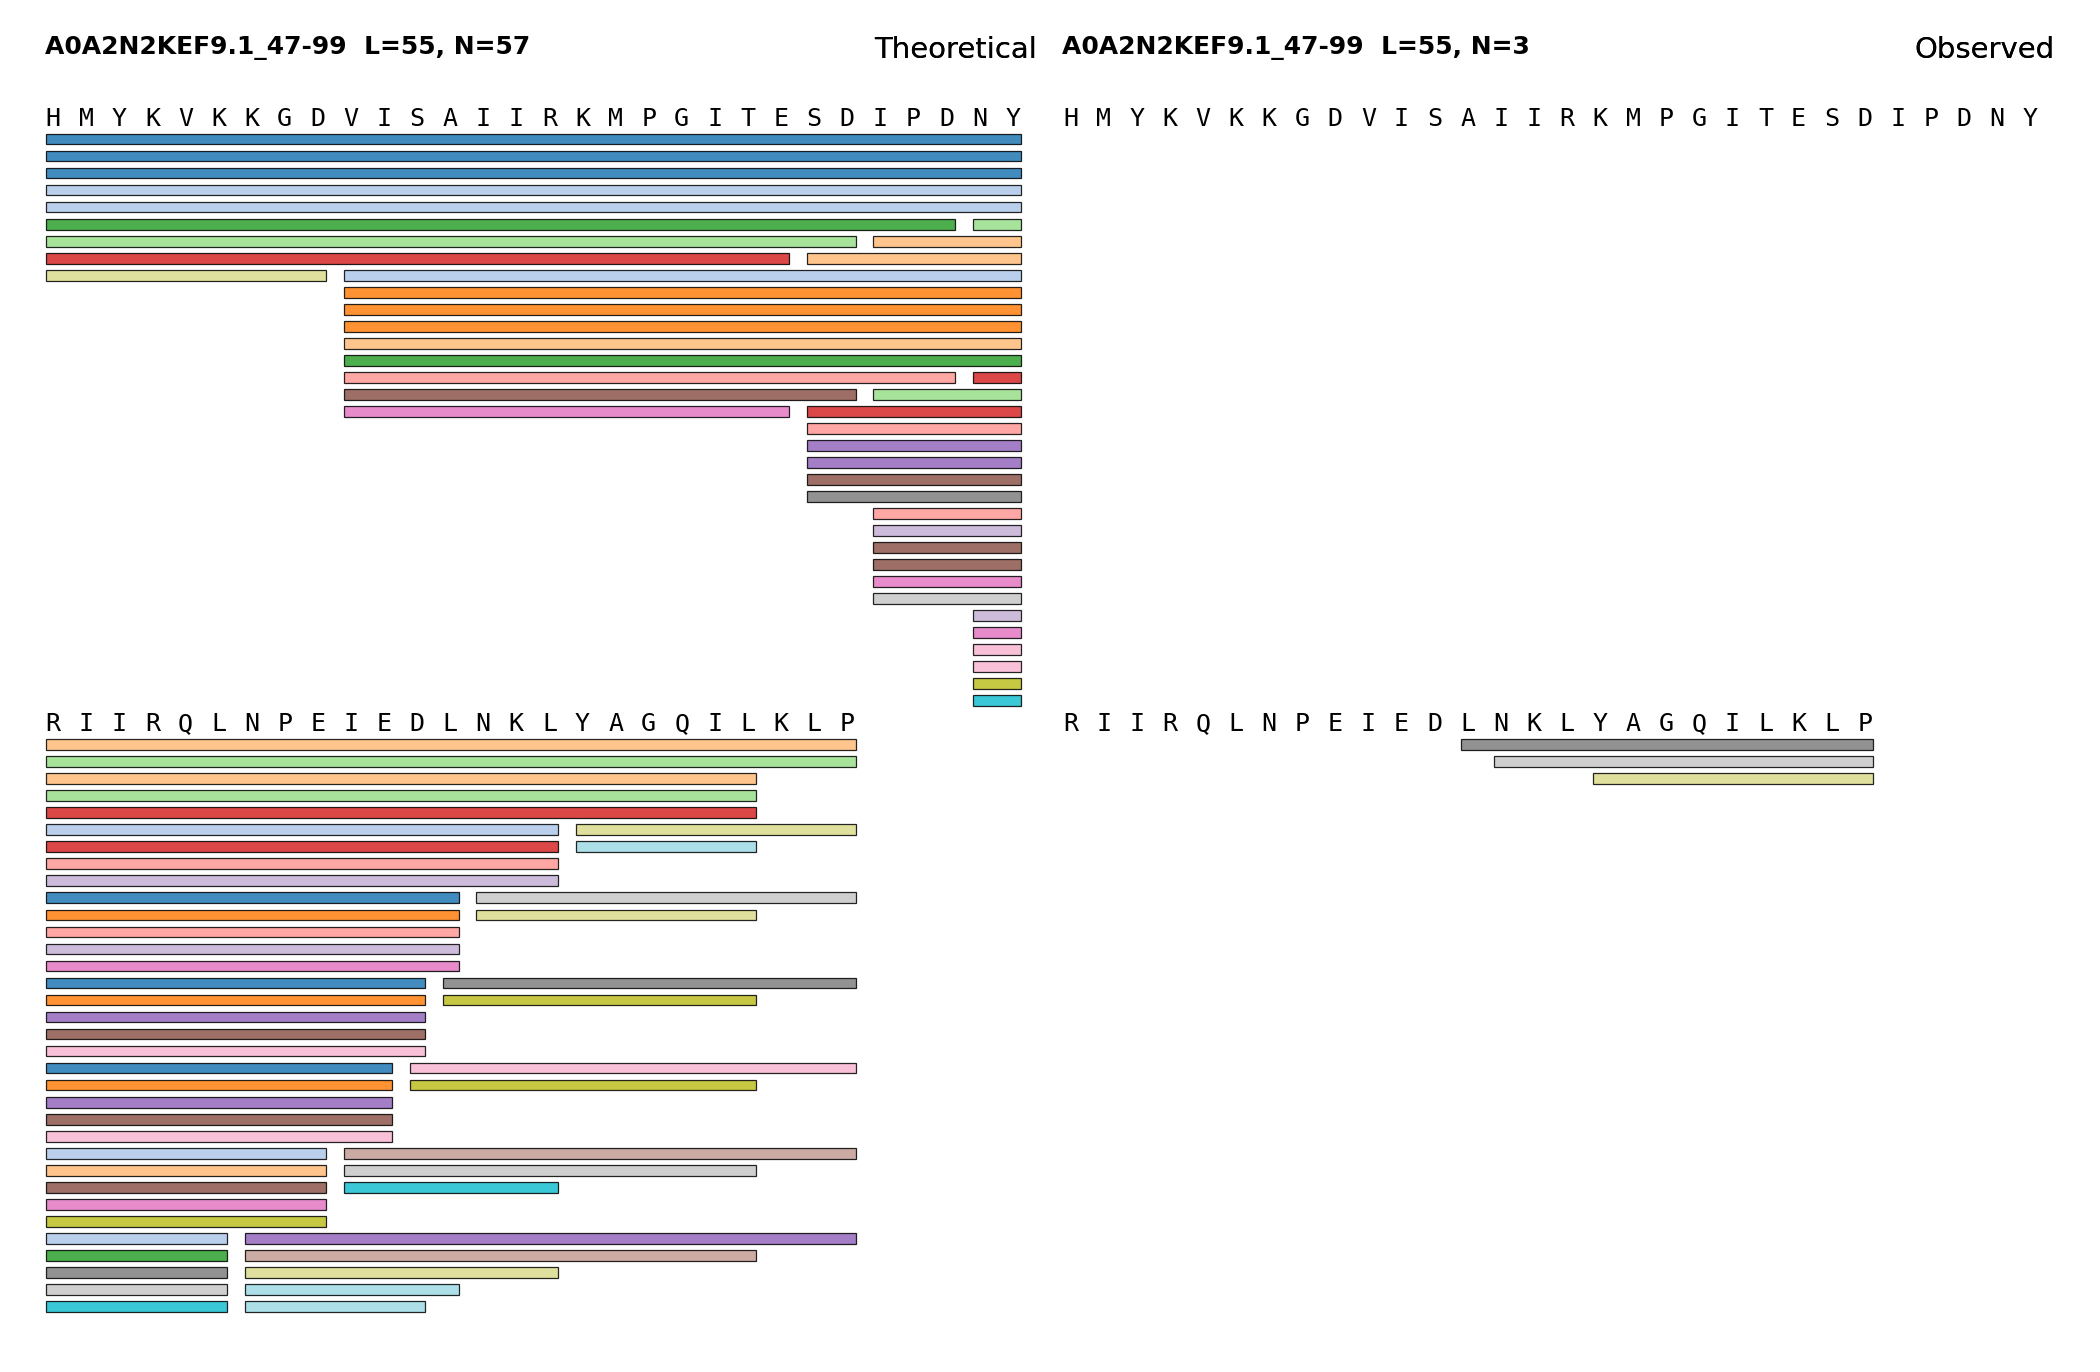 A0A2N2KEF9.1_47-99 L=55, N=57 Theoretical
A0A2N2KEF9.1_47-99 L=55, N=3 Observed
H M Y K V K K G D V I S A I I R K M P G I T E S D I P D N Y
H M Y K V K K G D V I S A I I R K M P G I T E S D I P D N Y
R I I R Q L N P E I E D L N K L Y A G Q I L K L P
R I I R Q L N P E I E D L N K L Y A G Q I L K L P